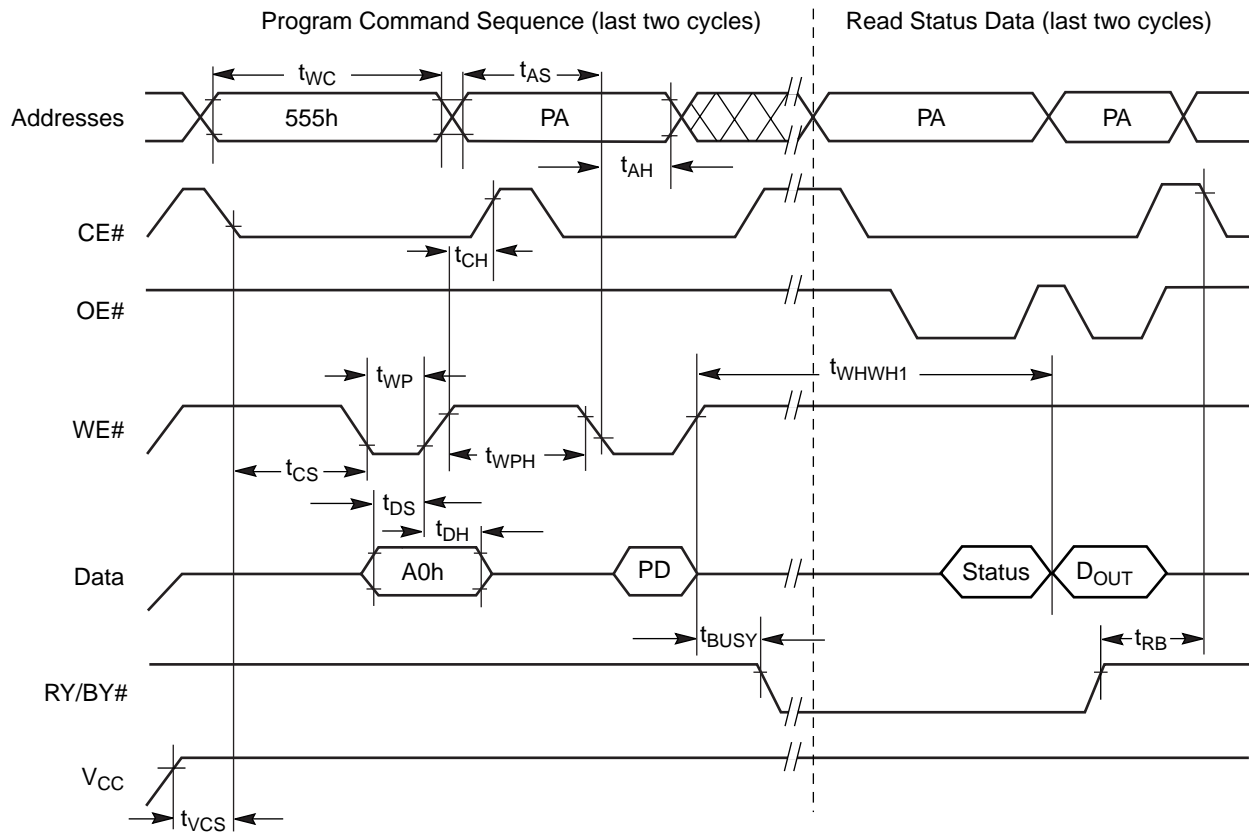 Program Command Sequence (last two cycles) Read Status Data (last two cycles)
tWC tAS
Addresses 555h PA PA PA
tAH
CE#
tCH
OE#
tWP tWHWH1
WE#
tCS tWPH
tDS
tDH
Data A0h PD Status DOUT
tBUSY tRB
RY/BY#
VCC
tVCS